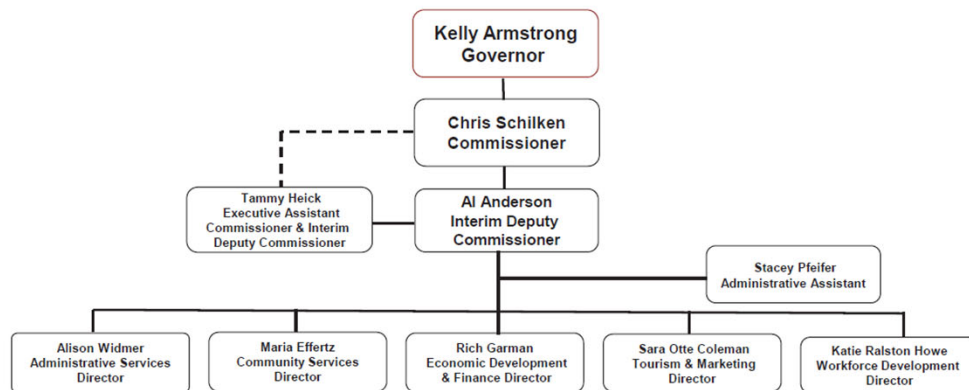 Kelly Armstrong
Governor
Chris Schilken
Commissioner
Tammy Heick
Executive Assistant
Commissioner & Interim
Deputy Commissioner
Al Anderson
Interim Deputy
Commissioner
Stacey Pfeifer
Administrative Assistant
Alison Widmer
Administrative Services
Director
Maria Effertz
Community Services
Director
Rich Garman
Economic Development
& Finance Director
Sara Otte Coleman
Tourism & Marketing
Director
Katie Ralston Howe
Workforce Development
Director